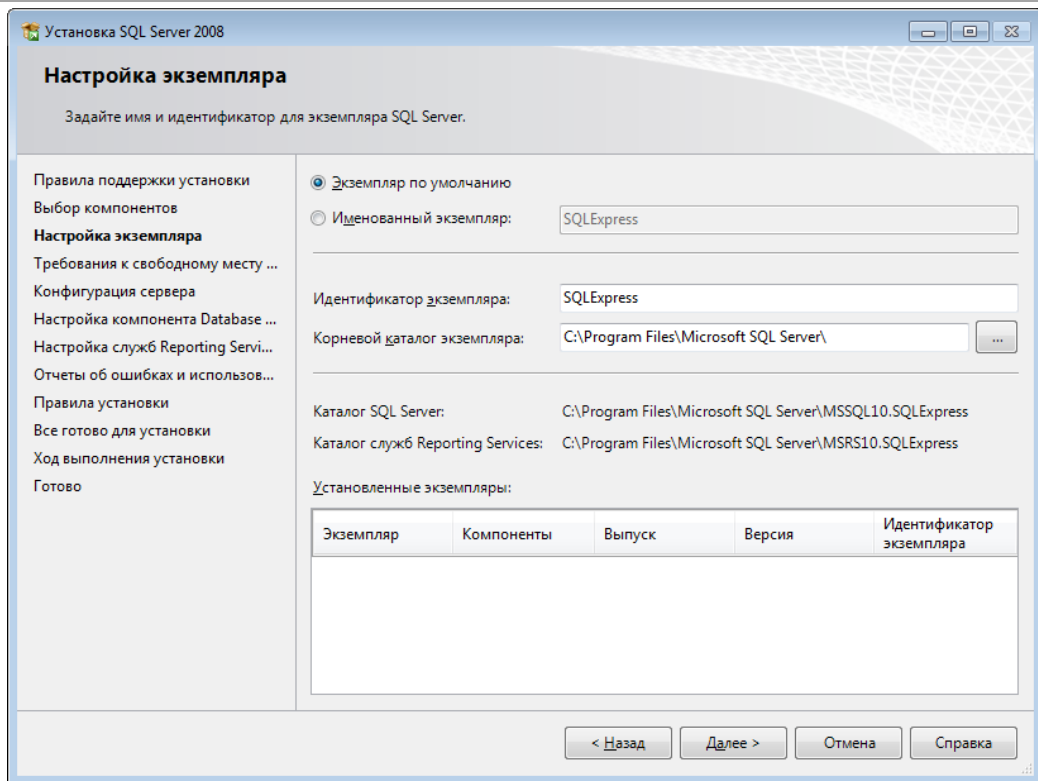 Установка SQL Server 2008
Настройка экземпляра
Задайте имя и идентификатор для экземпляра SQL Server.
Правила поддержки установки
Выбор компонентов
Настройка экземпляра
Требования к свободному месту ...
Конфигурация сервера
Настройка компонента Database ...
Настройка служб Reporting Servi...
Отчеты об ошибках и использов...
Правила установки
Все готово для установки
Ход выполнения установки
Готово
Экземпляр по умолчанию
Именованный экземпляр: SQLExpress
Идентификатор экземпляра: SQLExpress
Корневой каталог экземпляра: C:\Program Files\Microsoft SQL Server\ ...
Каталог SQL Server: C:\Program Files\Microsoft SQL Server\MSSQL10.SQLExpress
Каталог служб Reporting Services: C:\Program Files\Microsoft SQL Server\MSRS10.SQLExpress
Установленные экземпляры:
Экземпляр Компоненты Выпуск Версия Идентификатор
экземпляра
< Назад Далее > Отмена Справка